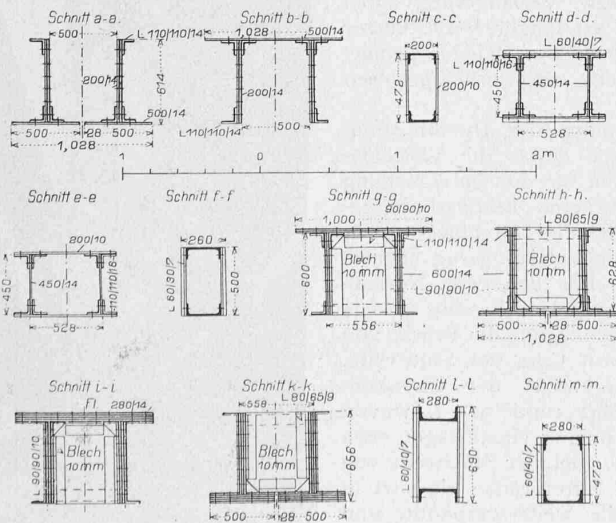 Schnitt a-a.
500
L 110/110/14
200/14
614
500/14
500
28
500
1,028
Schnitt b-b
1,028
500/14
200/14
L 110/110/14
500
Schnitt c-c.
200
472
200/10
Schnitt d-d.
L 60/40/7
L 110/110/16
450
450/14
528
1
0
1
a.m
Schnitt e-e
200/10
450
450/14
110/110/16
528
Schnitt f-f
260
L 60/30/7
500
Schnitt g-g
90/90/10
1,000
L 110/110/14
600
Blech
10 mm
600/14
L 90/90/10
556
Schnitt h-h.
L 80/65/9
Blech
10 mm
628
500
28
500
1,028
Schnitt i-i.
Fl.
280/14
L 90/90/10
Blech
10 mm
Schnitt k-k
558
L 80/65/9
Blech
10 mm
656
500
28
500
Schnitt l-l.
280
L 60/40/7
690
Schnitt m-m.
280
L 60/40/7
472